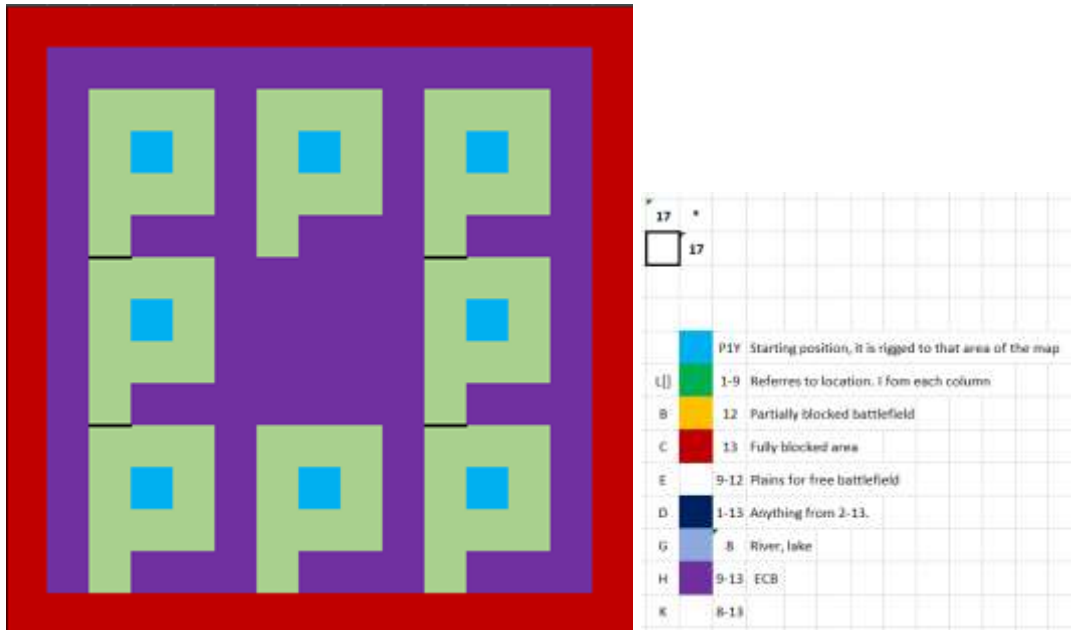 17 *
17
P1Y Starting position, it is rigged to that area of the map
L[] 1-9 Referres to location. I fom each column
B 12 Partially blocked battlefield
C 13 Fully blocked area
E 9-12 Plains for free battlefield
D 1-13 Anything from 2-13.
G 8 River, lake
H 9-13 ECB
K 8-13